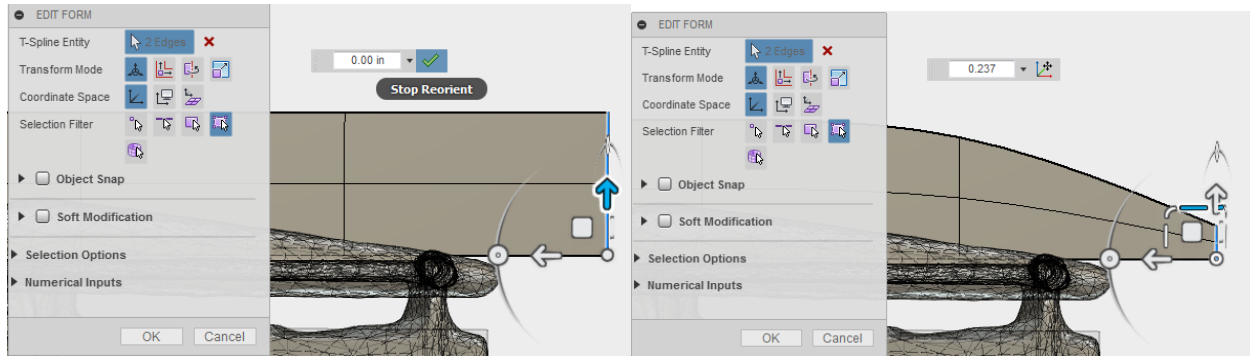 EDIT FORM
T-Spline Entity
2 Edges
Transform Mode
Coordinate Space
Selection Filter
Object Snap
Soft Modification
Selection Options
Numerical Inputs
OK Cancel
0.00 in
Stop Reorient
EDIT FORM
T-Spline Entity
2 Edges
Transform Mode
Coordinate Space
Selection Filter
Object Snap
Soft Modification
Selection Options
Numerical Inputs
OK Cancel
0.237